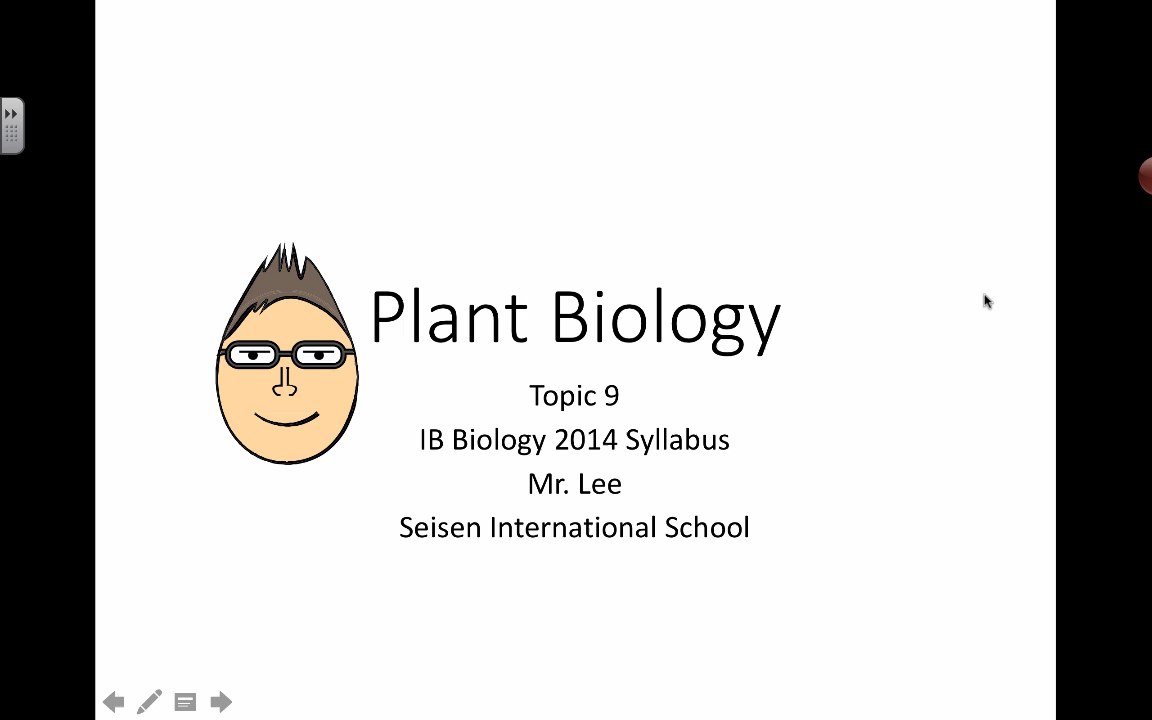 Plant Biology
Topic 9
IB Biology 2014 Syllabus
Mr. Lee
Seisen International School